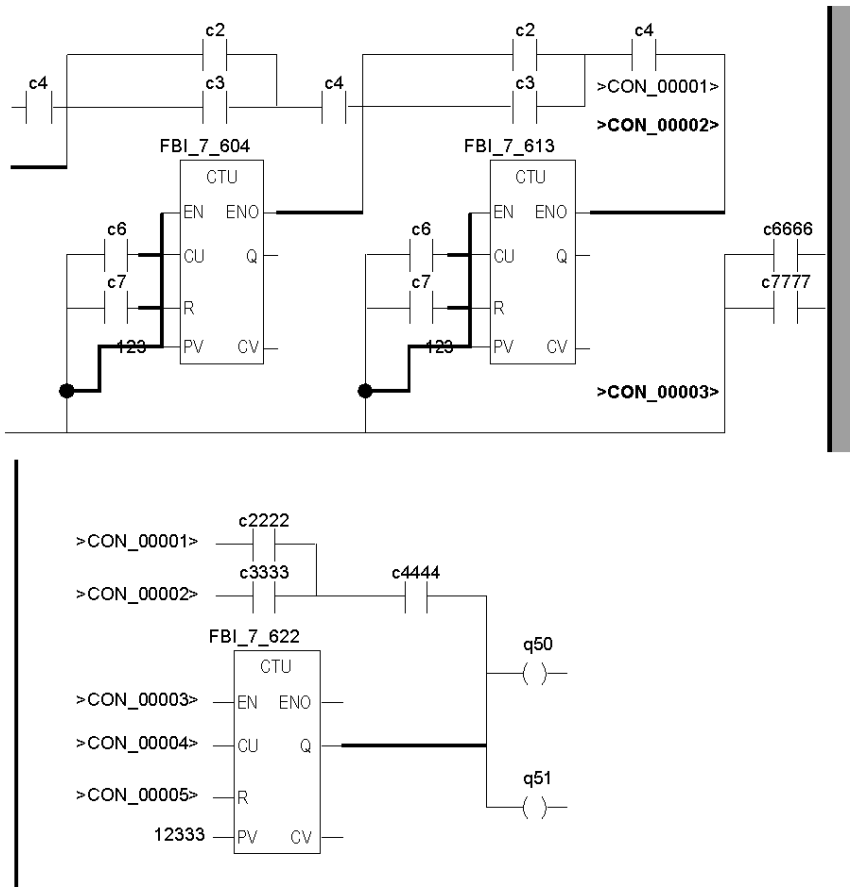 c2 c2 c4
c4 c3 c4 c3 >CON_00001>
>CON_00002>
FBI_7_604 FBI_7_613
CTU CTU
EN ENO EN ENO
c6 c6 c6666
CU Q CU Q
c7 c7 c7777
R R
123 PV CV 123 PV CV
>CON_00003>
c2222
>CON_00001>
c3333 c4444
>CON_00002>
FBI_7_622
q50
CTU
>CON_00003> EN ENO
>CON_00004> CU Q
q51
>CON_00005> R
12333 PV CV